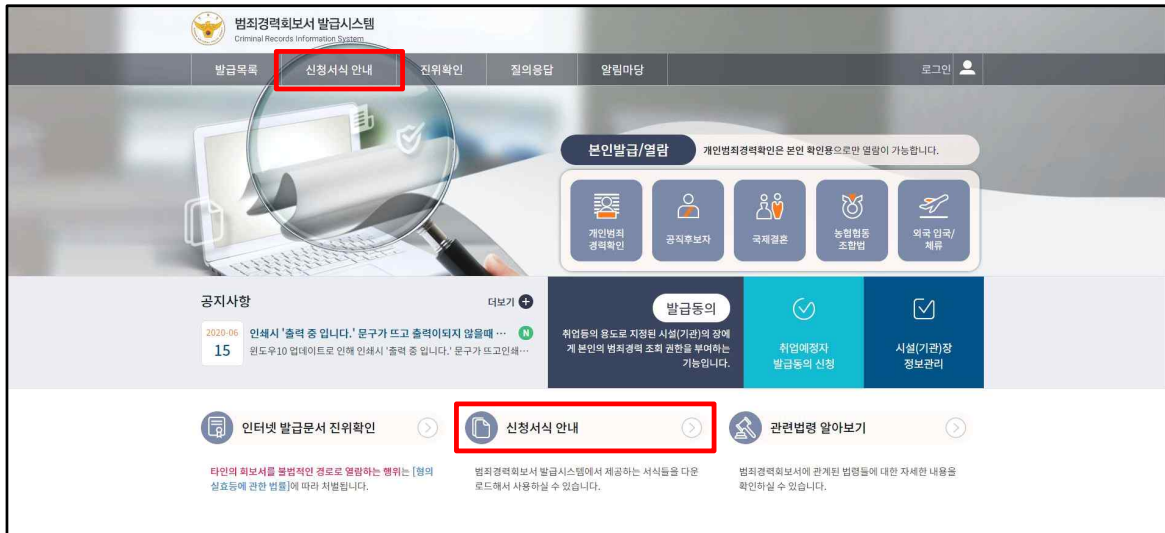 범죄경력회보서 발급시스템
Criminal Records Information System
발급목록
신청서식 안내
진위확인
질의응답
알림마당
로그인
본인발급/열람
개인범죄경력확인은 본인 확인용으로만 열람이 가능합니다.
개인범죄
경력확인
공직후보자
국제결혼
농협협동
조합법
외국 입국/
체류
공지사항
더보기
2020-06
15
인쇄시 '출력 중 입니다.' 문구가 뜨고 출력이되지 않을때 …
N
윈도우10 업데이트로 인해 인쇄시 '출력 중 입니다.' 문구가 뜨고인쇄…
발급동의
취업등의 용도로 지정된 시설(기관)의 장에
게 본인의 범죄경력 조회 권한을 부여하는
기능입니다.
취업예정자
발급동의 신청
시설(기관)장
정보관리
인터넷 발급문서 진위확인
타인의 회보서를 불법적인 경로로 열람하는 행위는 [형의
실효등에 관한 법률]에 따라 처벌됩니다.
신청서식 안내
범죄경력회보서 발급시스템에서 제공하는 서식들을 다운
로드해서 사용하실 수 있습니다.
관련법령 알아보기
범죄경력회보서에 관계된 법령들에 대한 자세한 내용을
확인하실 수 있습니다.